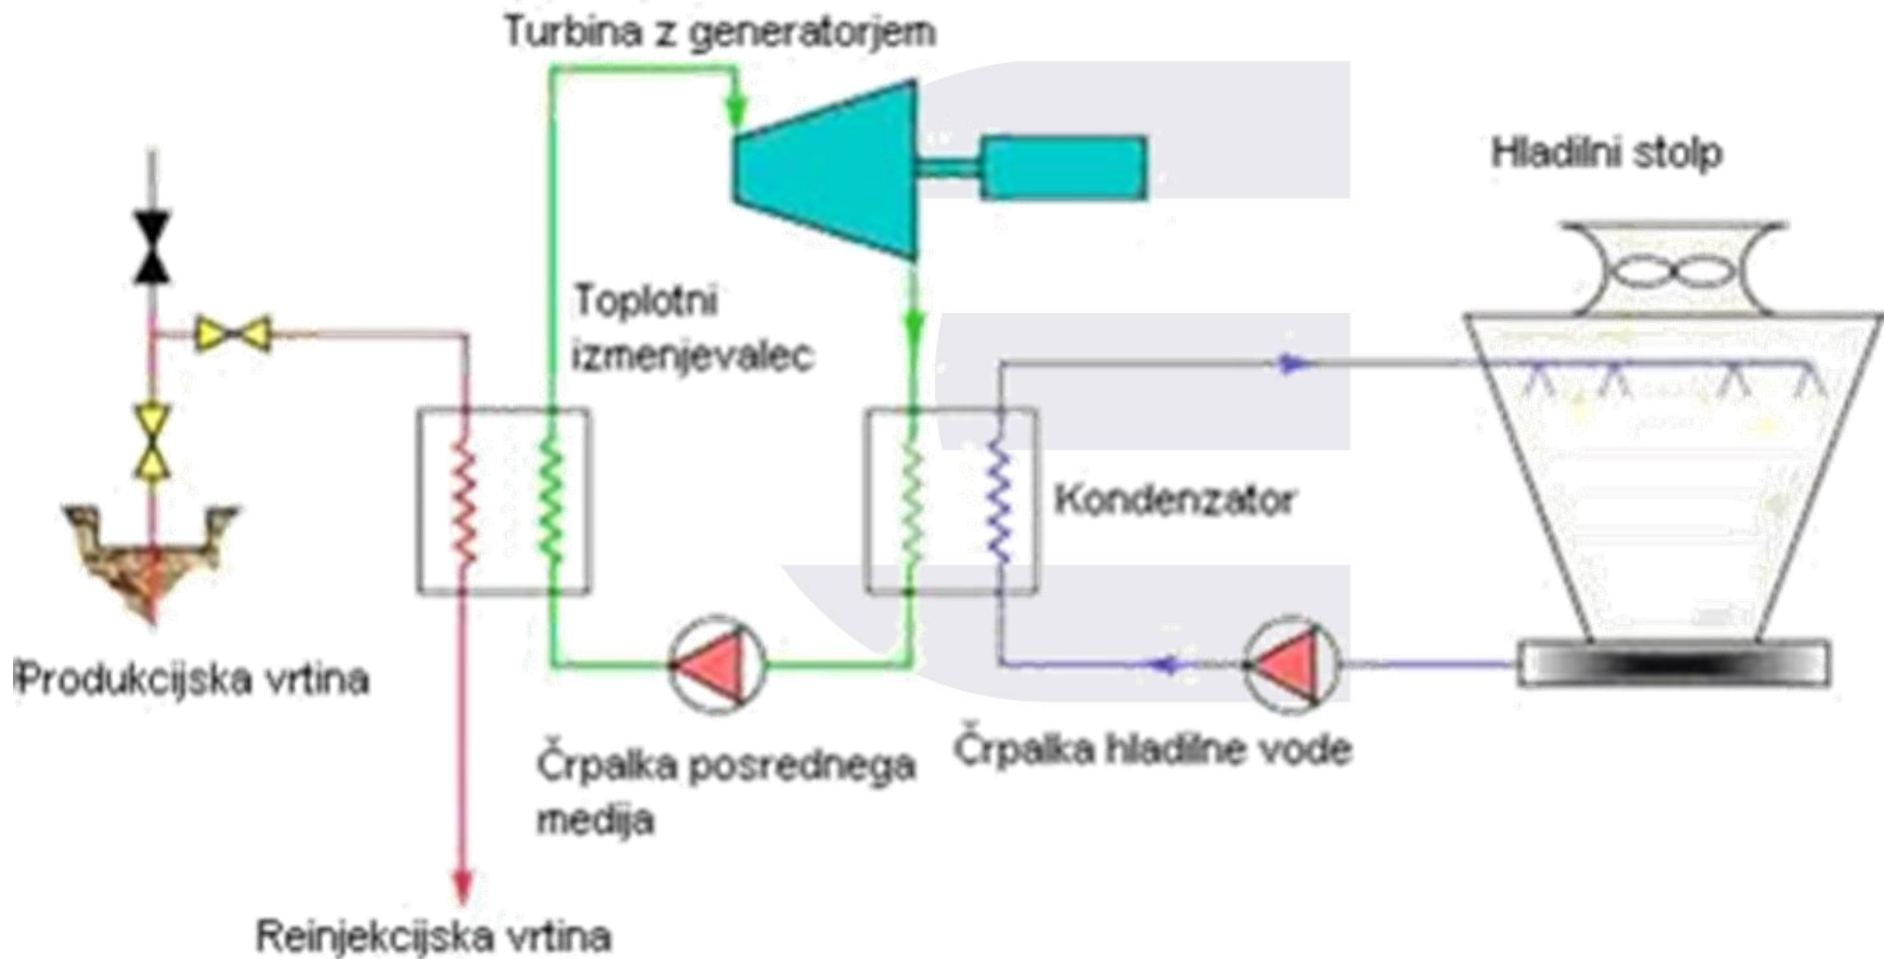 Turbina z generatorjem
Hladilni stolp
Toplotni
izmenjevalec
Kondenzator
Produkcijska vrtina
Črpalka posrednega
medija
Črpalka hladilne vode
Reinjekcijska vrtina